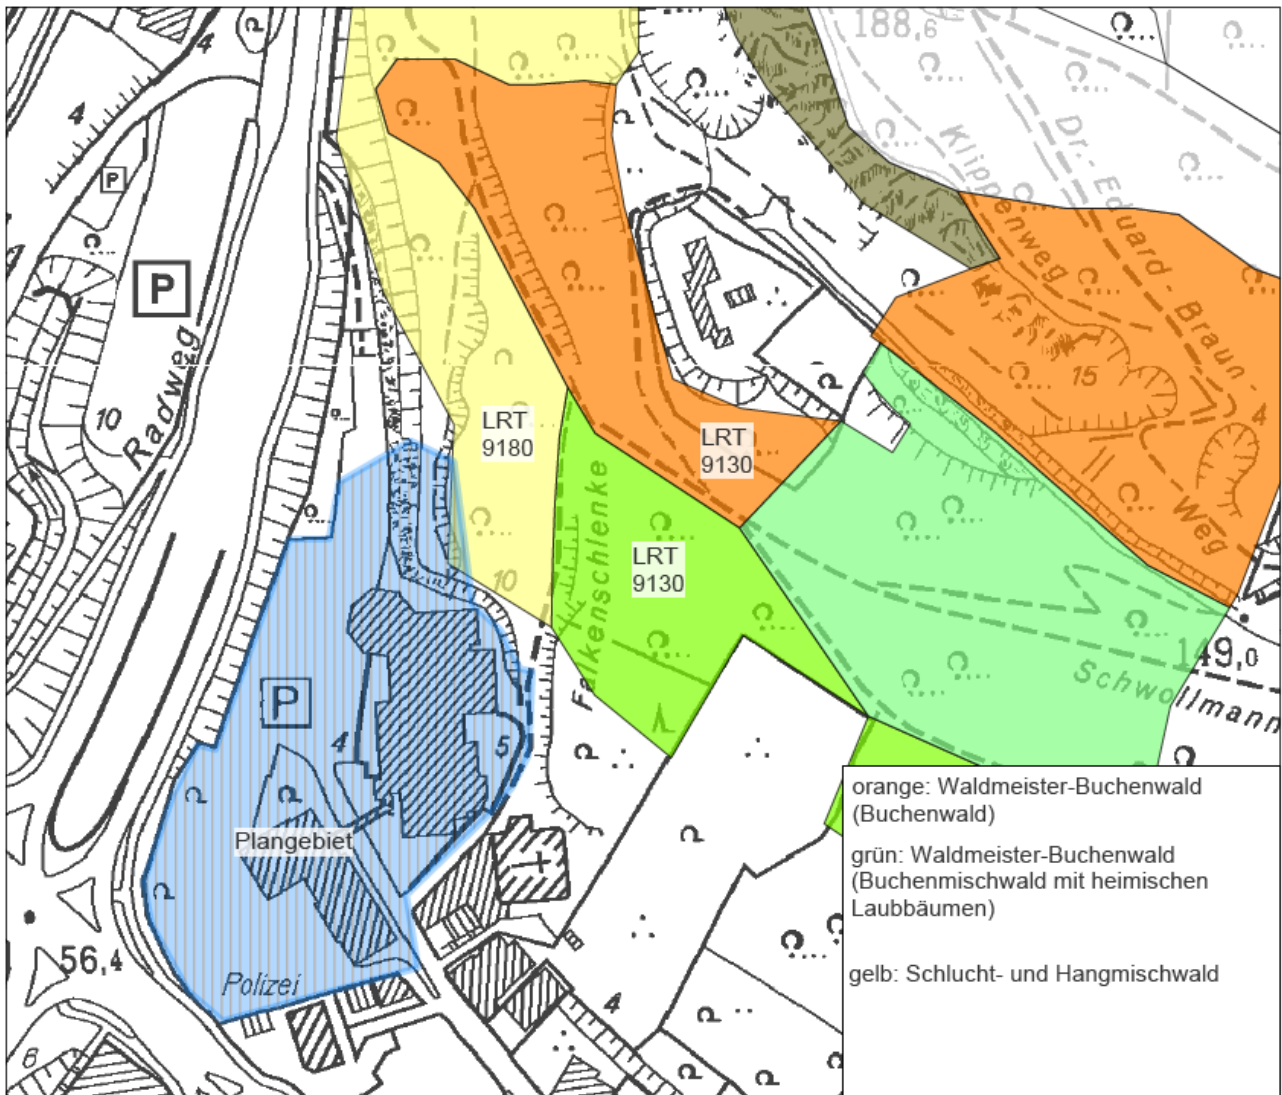 188,6
4
4
P
P
Radweg
10
Klippenweg
Dr.-Eduard-Braun-
Weg
15
4
LRT
9180
LRT
9130
LRT
9130
10
Falkenschlenke
149,0
Schwollmann
P
4
5
Plangebiet
Polizei
56,4
6
4
orange: Waldmeister-Buchenwald
(Buchenwald)
grün: Waldmeister-Buchenwald
(Buchenmischwald mit heimischen
Laubbäumen)
gelb: Schlucht- und Hangmischwald